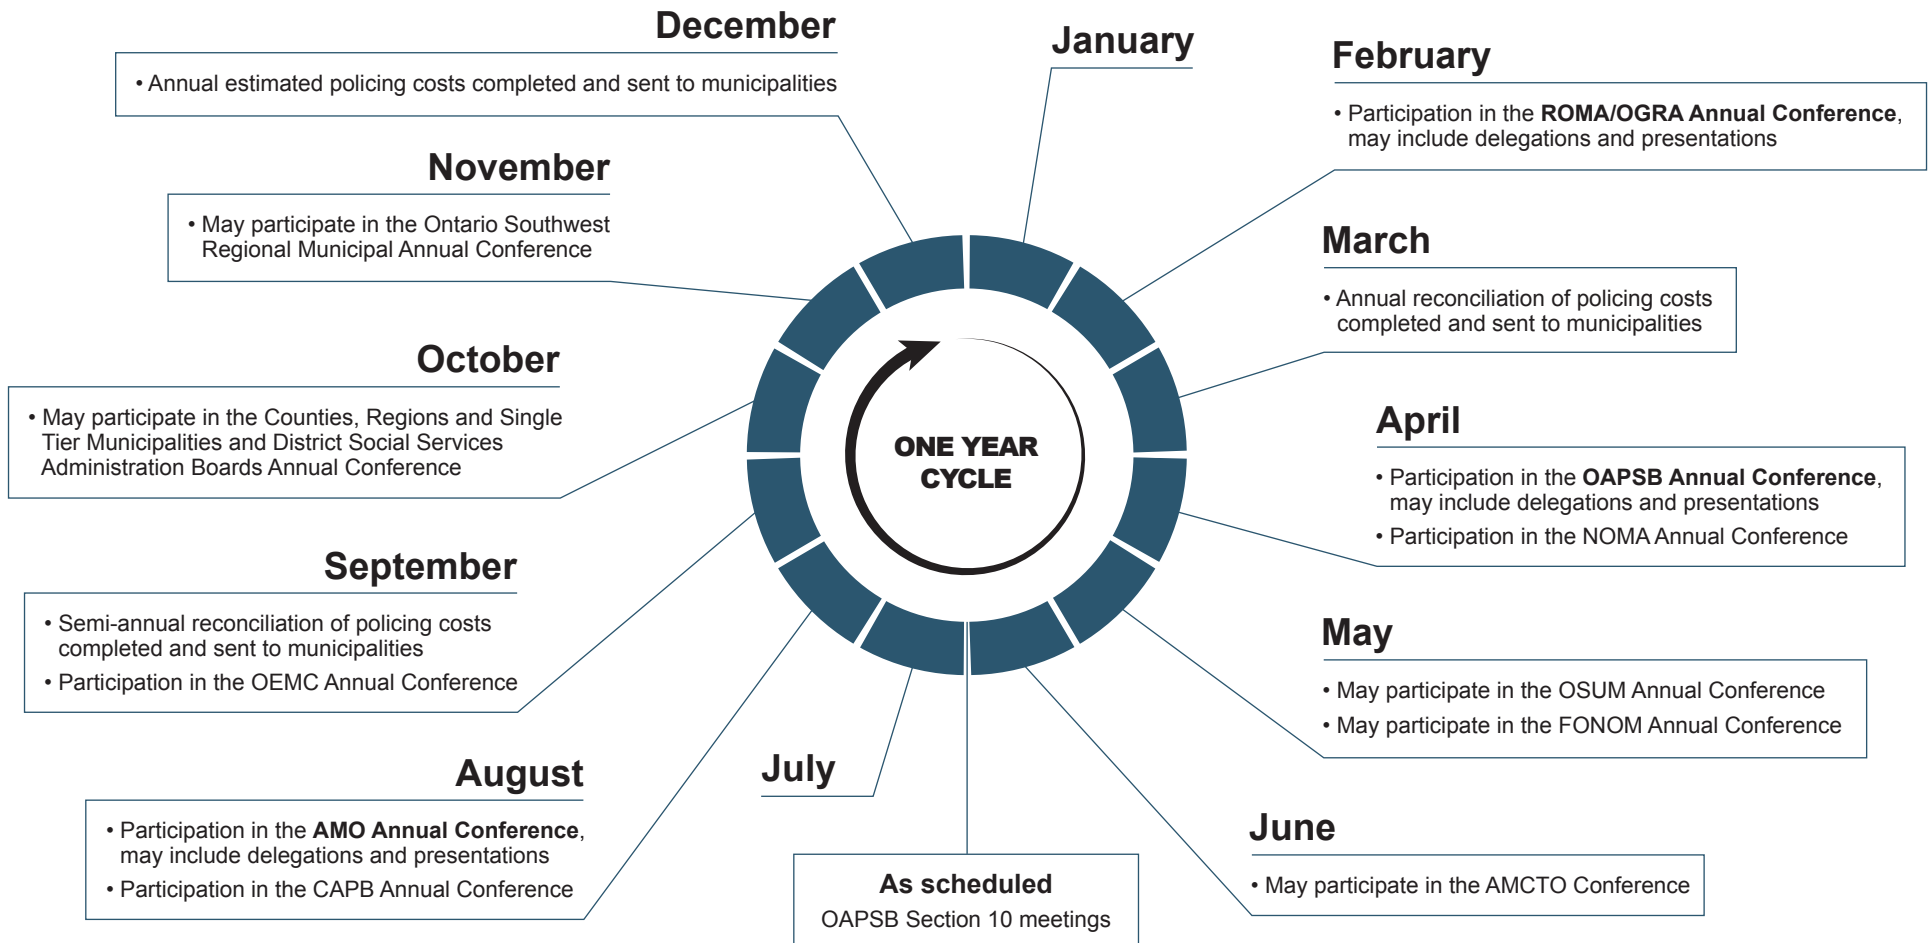 December
• Annual estimated policing costs completed and sent to municipalities
January
February
• Participation in the ROMA/OGRA Annual Conference,
may include delegations and presentations
November
• May participate in the Ontario Southwest
Regional Municipal Annual Conference
March
• Annual reconciliation of policing costs
completed and sent to municipalities
October
• May participate in the Counties, Regions and Single
Tier Municipalities and District Social Services
Administration Boards Annual Conference
ONE YEAR
CYCLE
April
• Participation in the OAPSB Annual Conference,
may include delegations and presentations
• Participation in the NOMA Annual Conference
September
• Semi-annual reconciliation of policing costs
completed and sent to municipalities
• Participation in the OEMC Annual Conference
May
• May participate in the OSUM Annual Conference
• May participate in the FONOM Annual Conference
August
• Participation in the AMO Annual Conference,
may include delegations and presentations
• Participation in the CAPB Annual Conference
July
As scheduled
OAPSB Section 10 meetings
June
• May participate in the AMCTO Conference